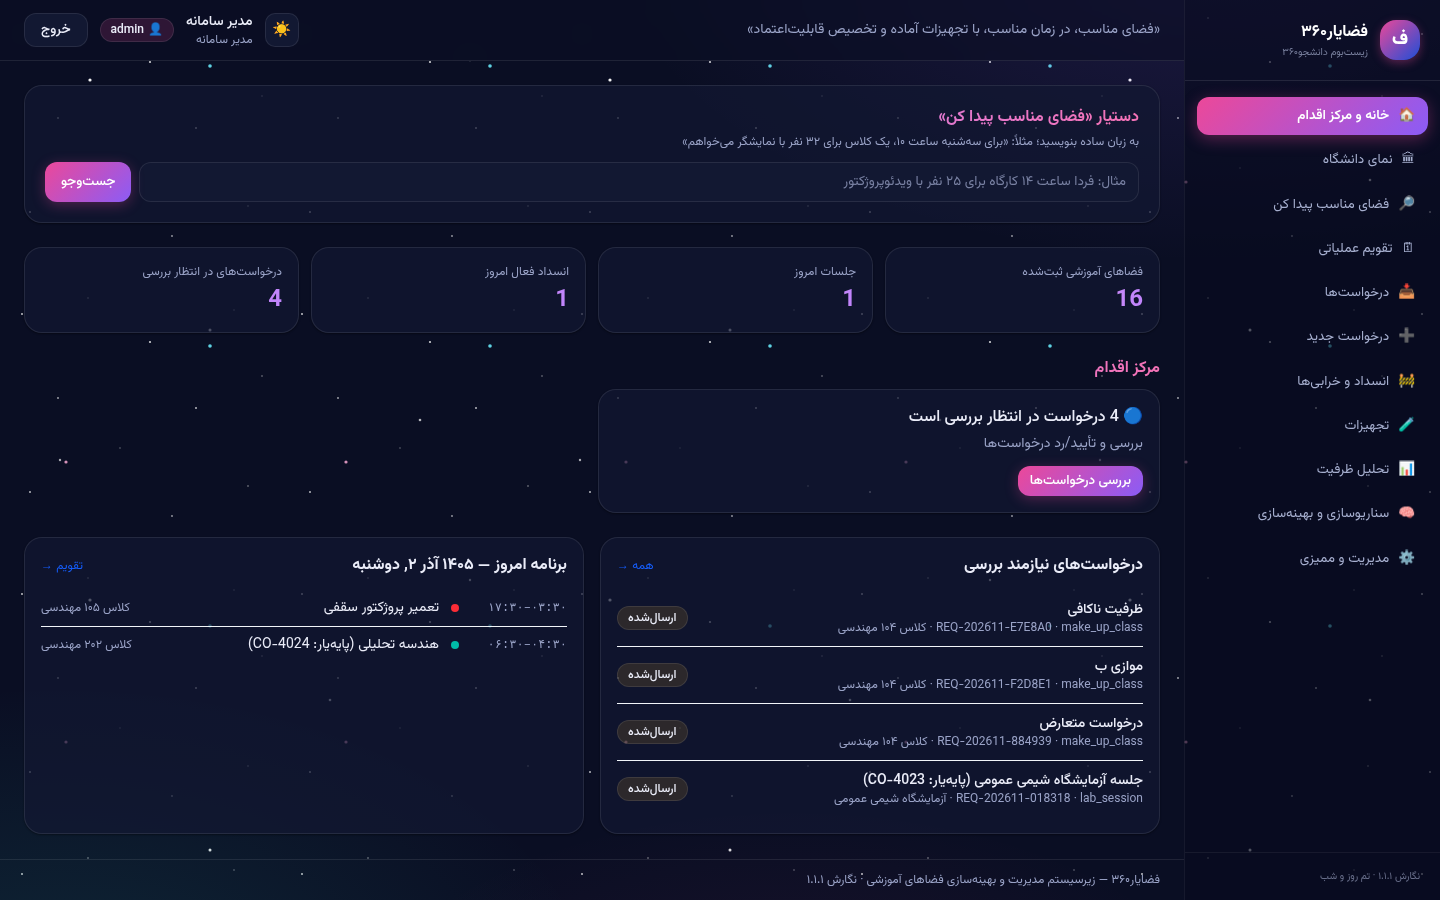 ف
فضایار۳۶۰
زیست‌بوم دانشجو۳۶۰
خانه و مرکز اقدام
نمای دانشگاه
فضای مناسب پیدا کن
تقویم عملیاتی
درخواست‌ها
درخواست جدید
انسداد و خرابی‌ها
تجهیزات
تحلیل ظرفیت
سناریوسازی و بهینه‌سازی
مدیریت و ممیزی
نگارش ۱.۱.۱ · تم روز و شب
«فضای مناسب، در زمان مناسب، با تجهیزات آماده و تخصیص قابلیت‌اعتماد»
مدیر سامانه
مدیر سامانه
admin
خروج
دستیار «فضای مناسب پیدا کن»
به زبان ساده بنویسید؛ مثلاً: «برای سه‌شنبه ساعت ۱۰، یک کلاس برای ۳۲ نفر با نمایشگر می‌خواهم»
مثال: فردا ساعت ۱۴ کارگاه برای ۲۵ نفر با ویدئوپروژکتور
جست‌وجو
فضاهای آموزشی ثبت‌شده
16
جلسات امروز
1
انسداد فعال امروز
1
درخواست‌های در انتظار بررسی
4
مرکز اقدام
4 درخواست در انتظار بررسی است
بررسی و تأیید/رد درخواست‌ها
بررسی درخواست‌ها
درخواست‌های نیازمند بررسی
همه →
ظرفیت ناکافی
REQ-202611-E7E8A0 · make_up_class · کلاس ۱۰۴ مهندسی
ارسال‌شده
موازی ب
REQ-202611-F2D8E1 · make_up_class · کلاس ۱۰۴ مهندسی
ارسال‌شده
درخواست متعارض
REQ-202611-884939 · make_up_class · کلاس ۱۰۴ مهندسی
ارسال‌شده
جلسه آزمایشگاه شیمی عمومی (پایه‌یار: CO-4023)
REQ-202611-018318 · lab_session · آزمایشگاه شیمی عمومی
ارسال‌شده
برنامه امروز — ۱۴۰۵ آذر ۲, دوشنبه
تقویم →
۱۷:۳۰–۰۳:۳۰
تعمیر پروژکتور سقفی
کلاس ۱۰۵ مهندسی
۰۶:۳۰–۰۴:۳۰
هندسه تحلیلی (پایه‌یار: CO-4024)
کلاس ۲۰۲ مهندسی
فضایار۳۶۰ — زیرسیستم مدیریت و بهینه‌سازی فضاهای آموزشی · نگارش ۱.۱.۱